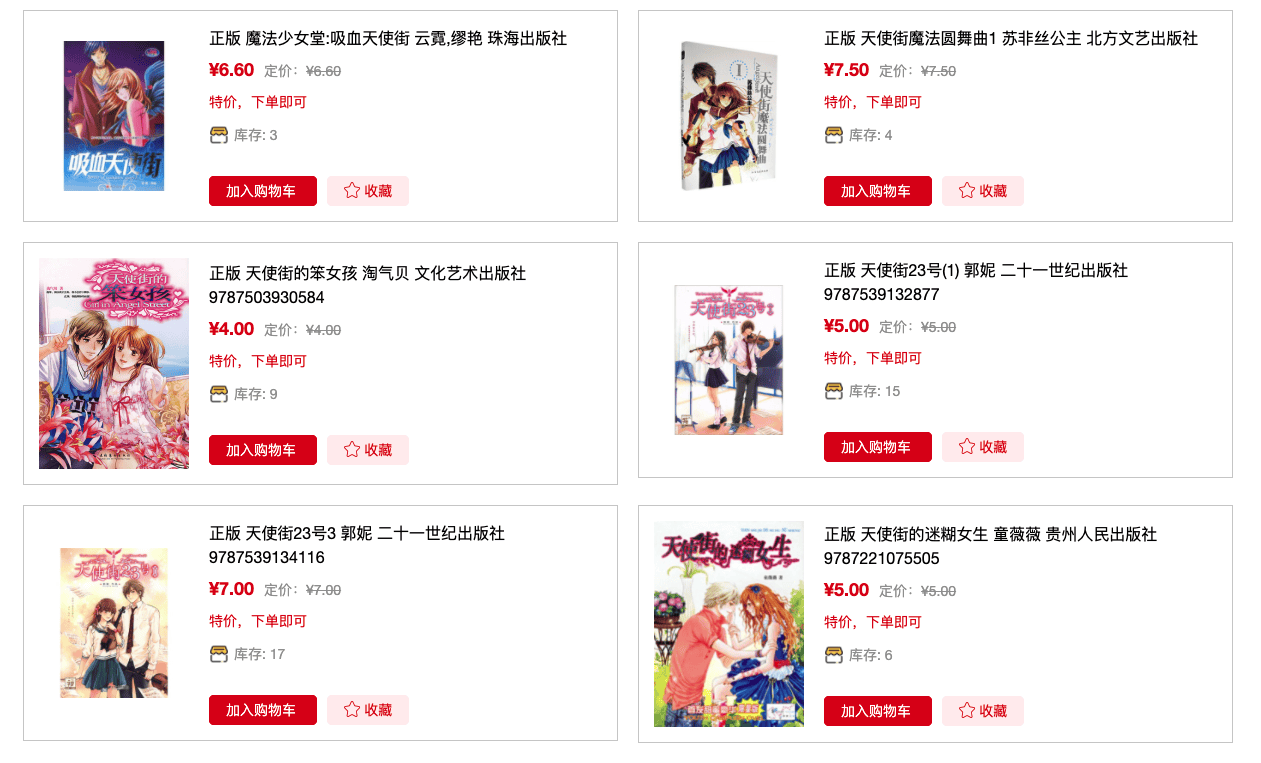 正版 魔法少女堂:吸血天使街 云霓,缪艳 珠海出版社
¥6.60 定价：¥6.60
特价，下单即可
库存: 3
加入购物车 收藏
吸血天使街
正版 天使街魔法圆舞曲1 苏非丝公主 北方文艺出版社
¥7.50 定价：¥7.50
特价，下单即可
库存: 4
加入购物车 收藏
I
天使街魔法圆舞曲
正版 天使街的笨女孩 淘气贝 文化艺术出版社
9787503930584
¥4.00 定价：¥4.00
特价，下单即可
库存: 9
加入购物车 收藏
天使街的
笨女孩
Girl in Angel Street
正版 天使街23号(1) 郭妮 二十一世纪出版社
9787539132877
¥5.00 定价：¥5.00
特价，下单即可
库存: 15
加入购物车 收藏
天使街23号
正版 天使街23号3 郭妮 二十一世纪出版社
9787539134116
¥7.00 定价：¥7.00
特价，下单即可
库存: 17
加入购物车 收藏
天使街23号
正版 天使街的迷糊女生 童薇薇 贵州人民出版社
9787221075505
¥5.00 定价：¥5.00
特价，下单即可
库存: 6
加入购物车 收藏
天使街的迷糊女生